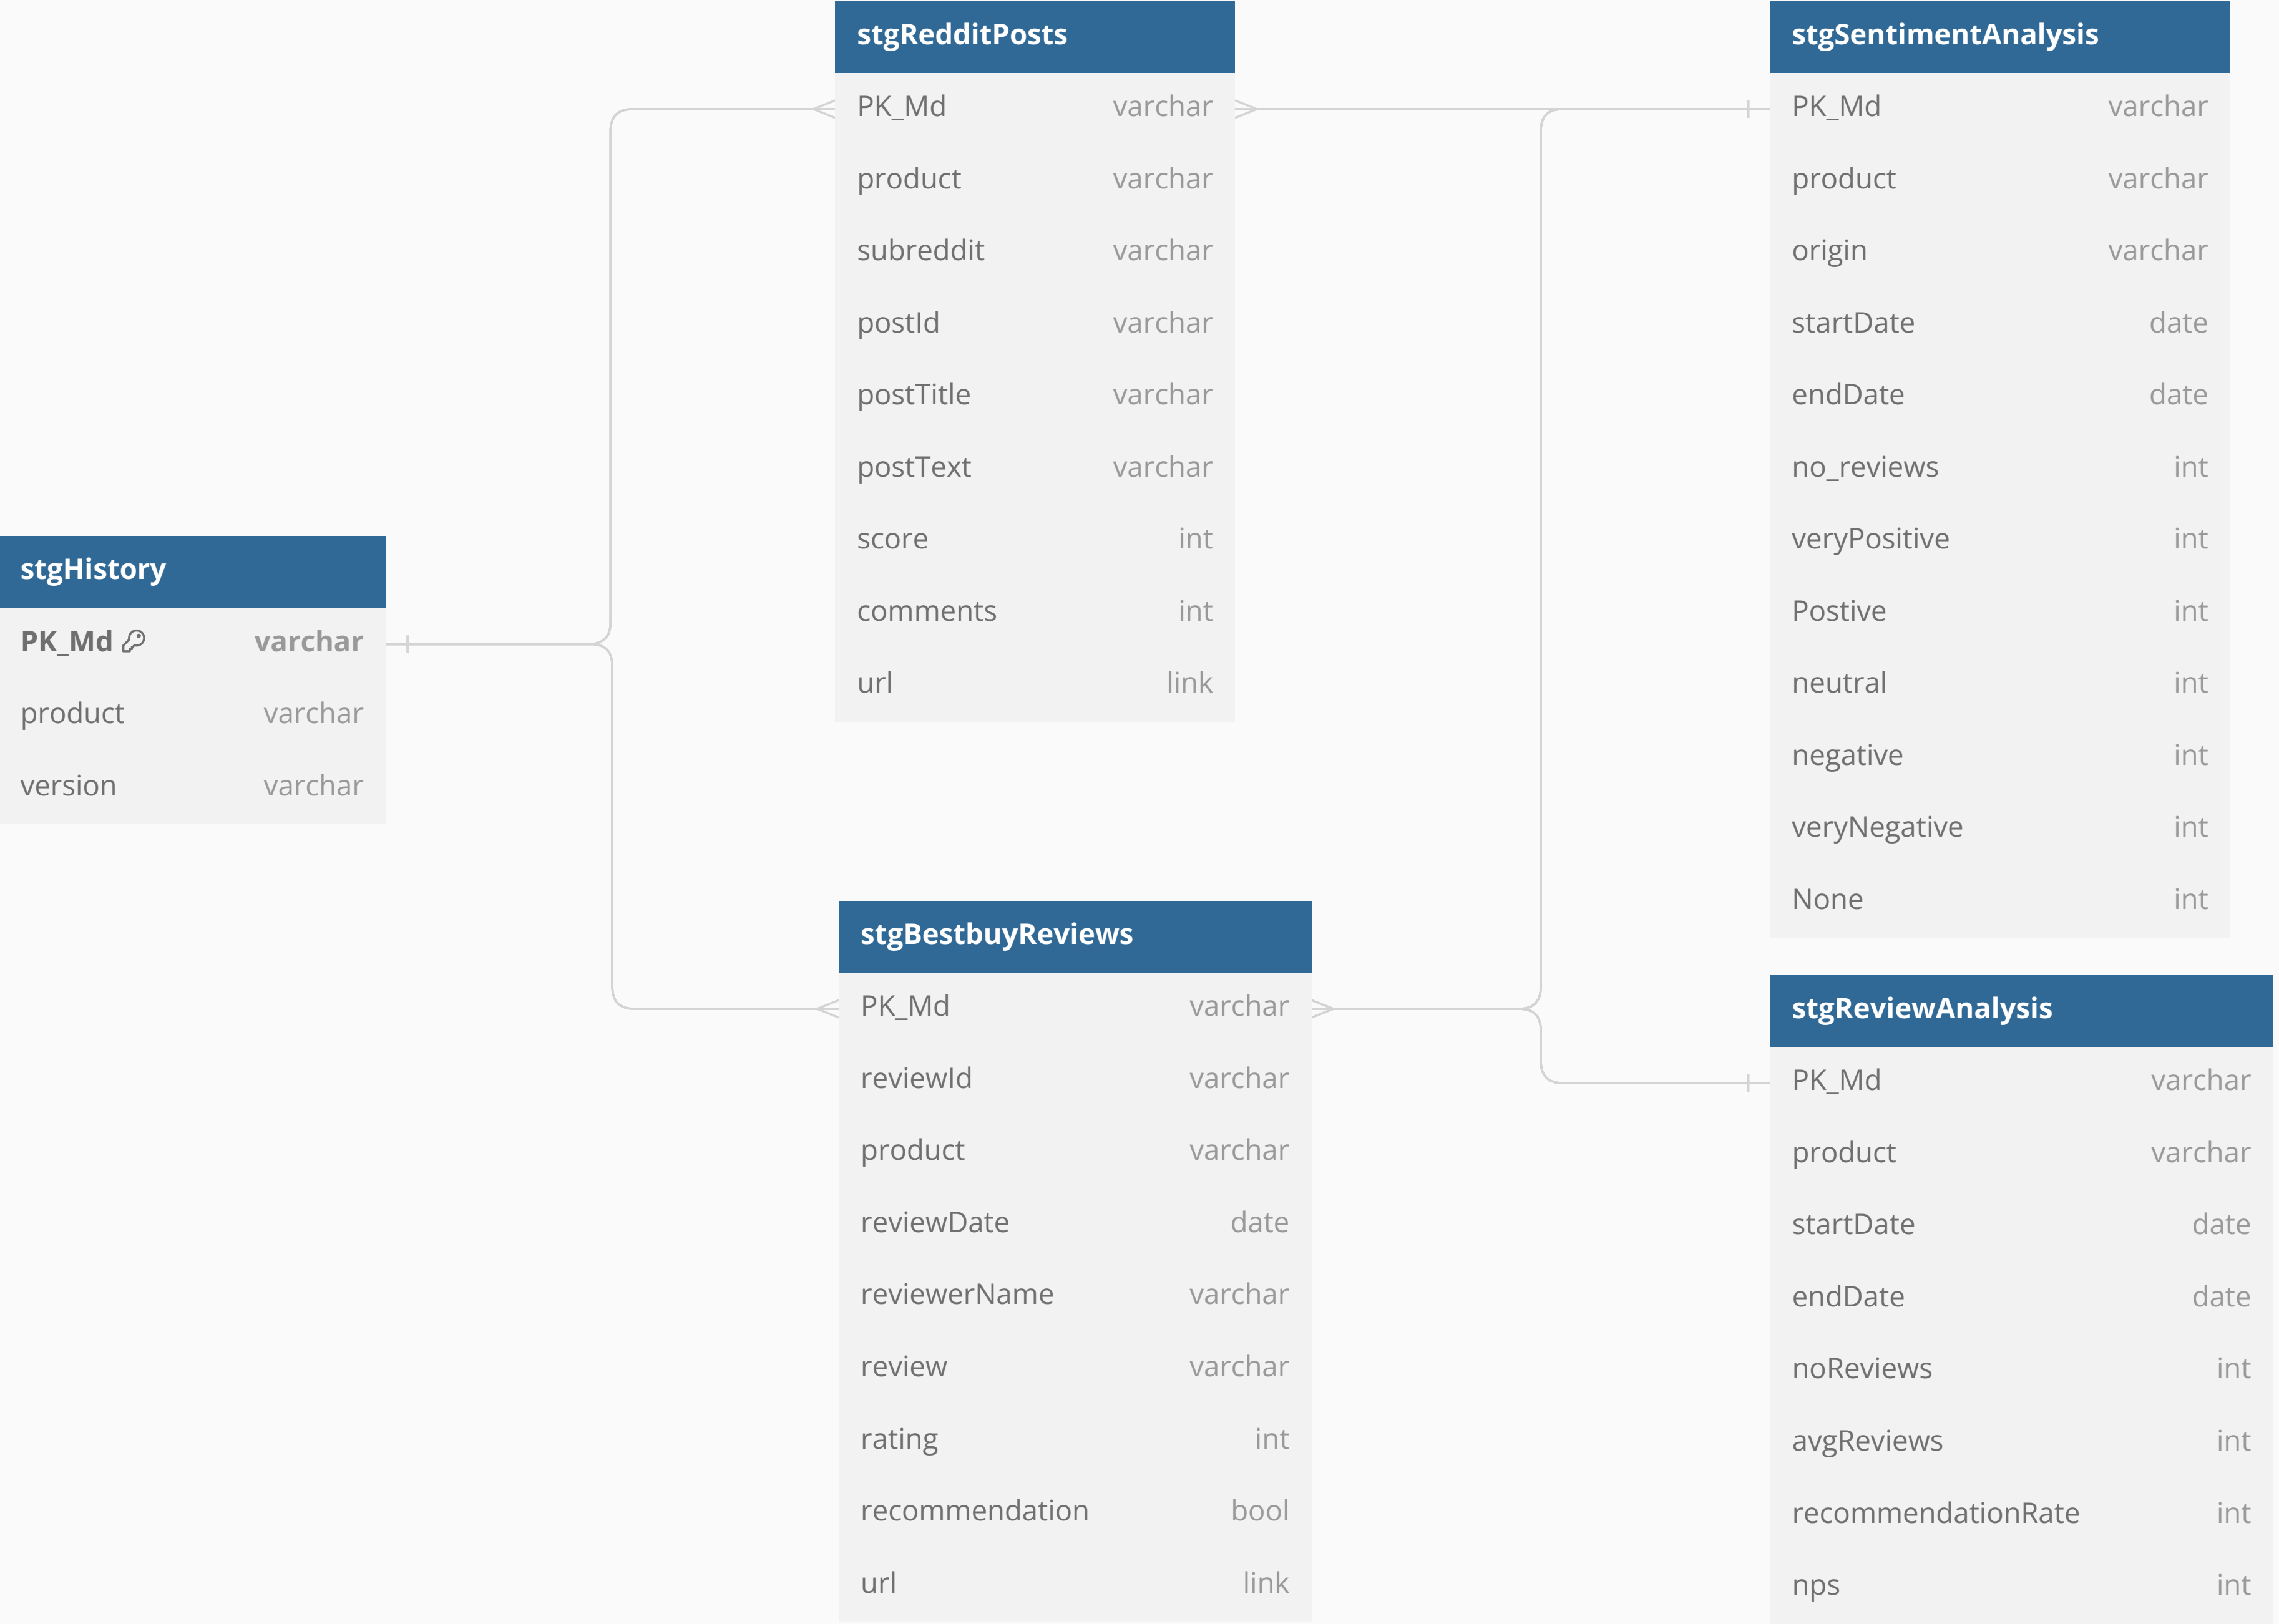 stgRedditPosts
PK_Md varchar
product varchar
subreddit varchar
postId varchar
postTitle varchar
postText varchar
score int
comments int
url link
stgSentimentAnalysis
PK_Md varchar
product varchar
origin varchar
startDate date
endDate date
no_reviews int
veryPositive int
Postive int
neutral int
negative int
veryNegative int
None int
stgHistory
PK_Md varchar
product varchar
version varchar
stgBestbuyReviews
PK_Md varchar
reviewId varchar
product varchar
reviewDate date
reviewerName varchar
review varchar
rating int
recommendation bool
url link
stgReviewAnalysis
PK_Md varchar
product varchar
startDate date
endDate date
noReviews int
avgReviews int
recommendationRate int
nps int